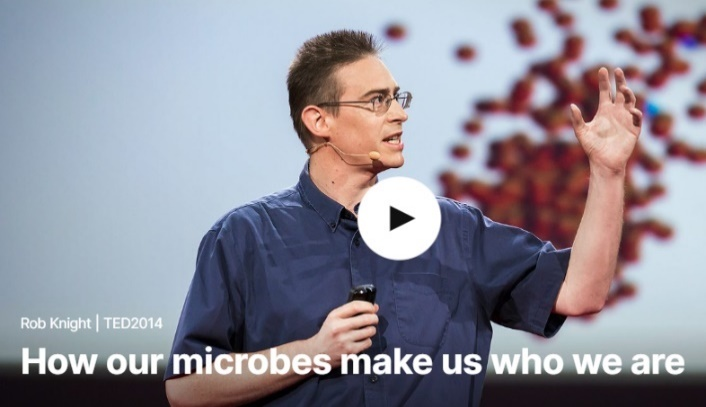 Rob Knight | TED2014
How our microbes make us who we are